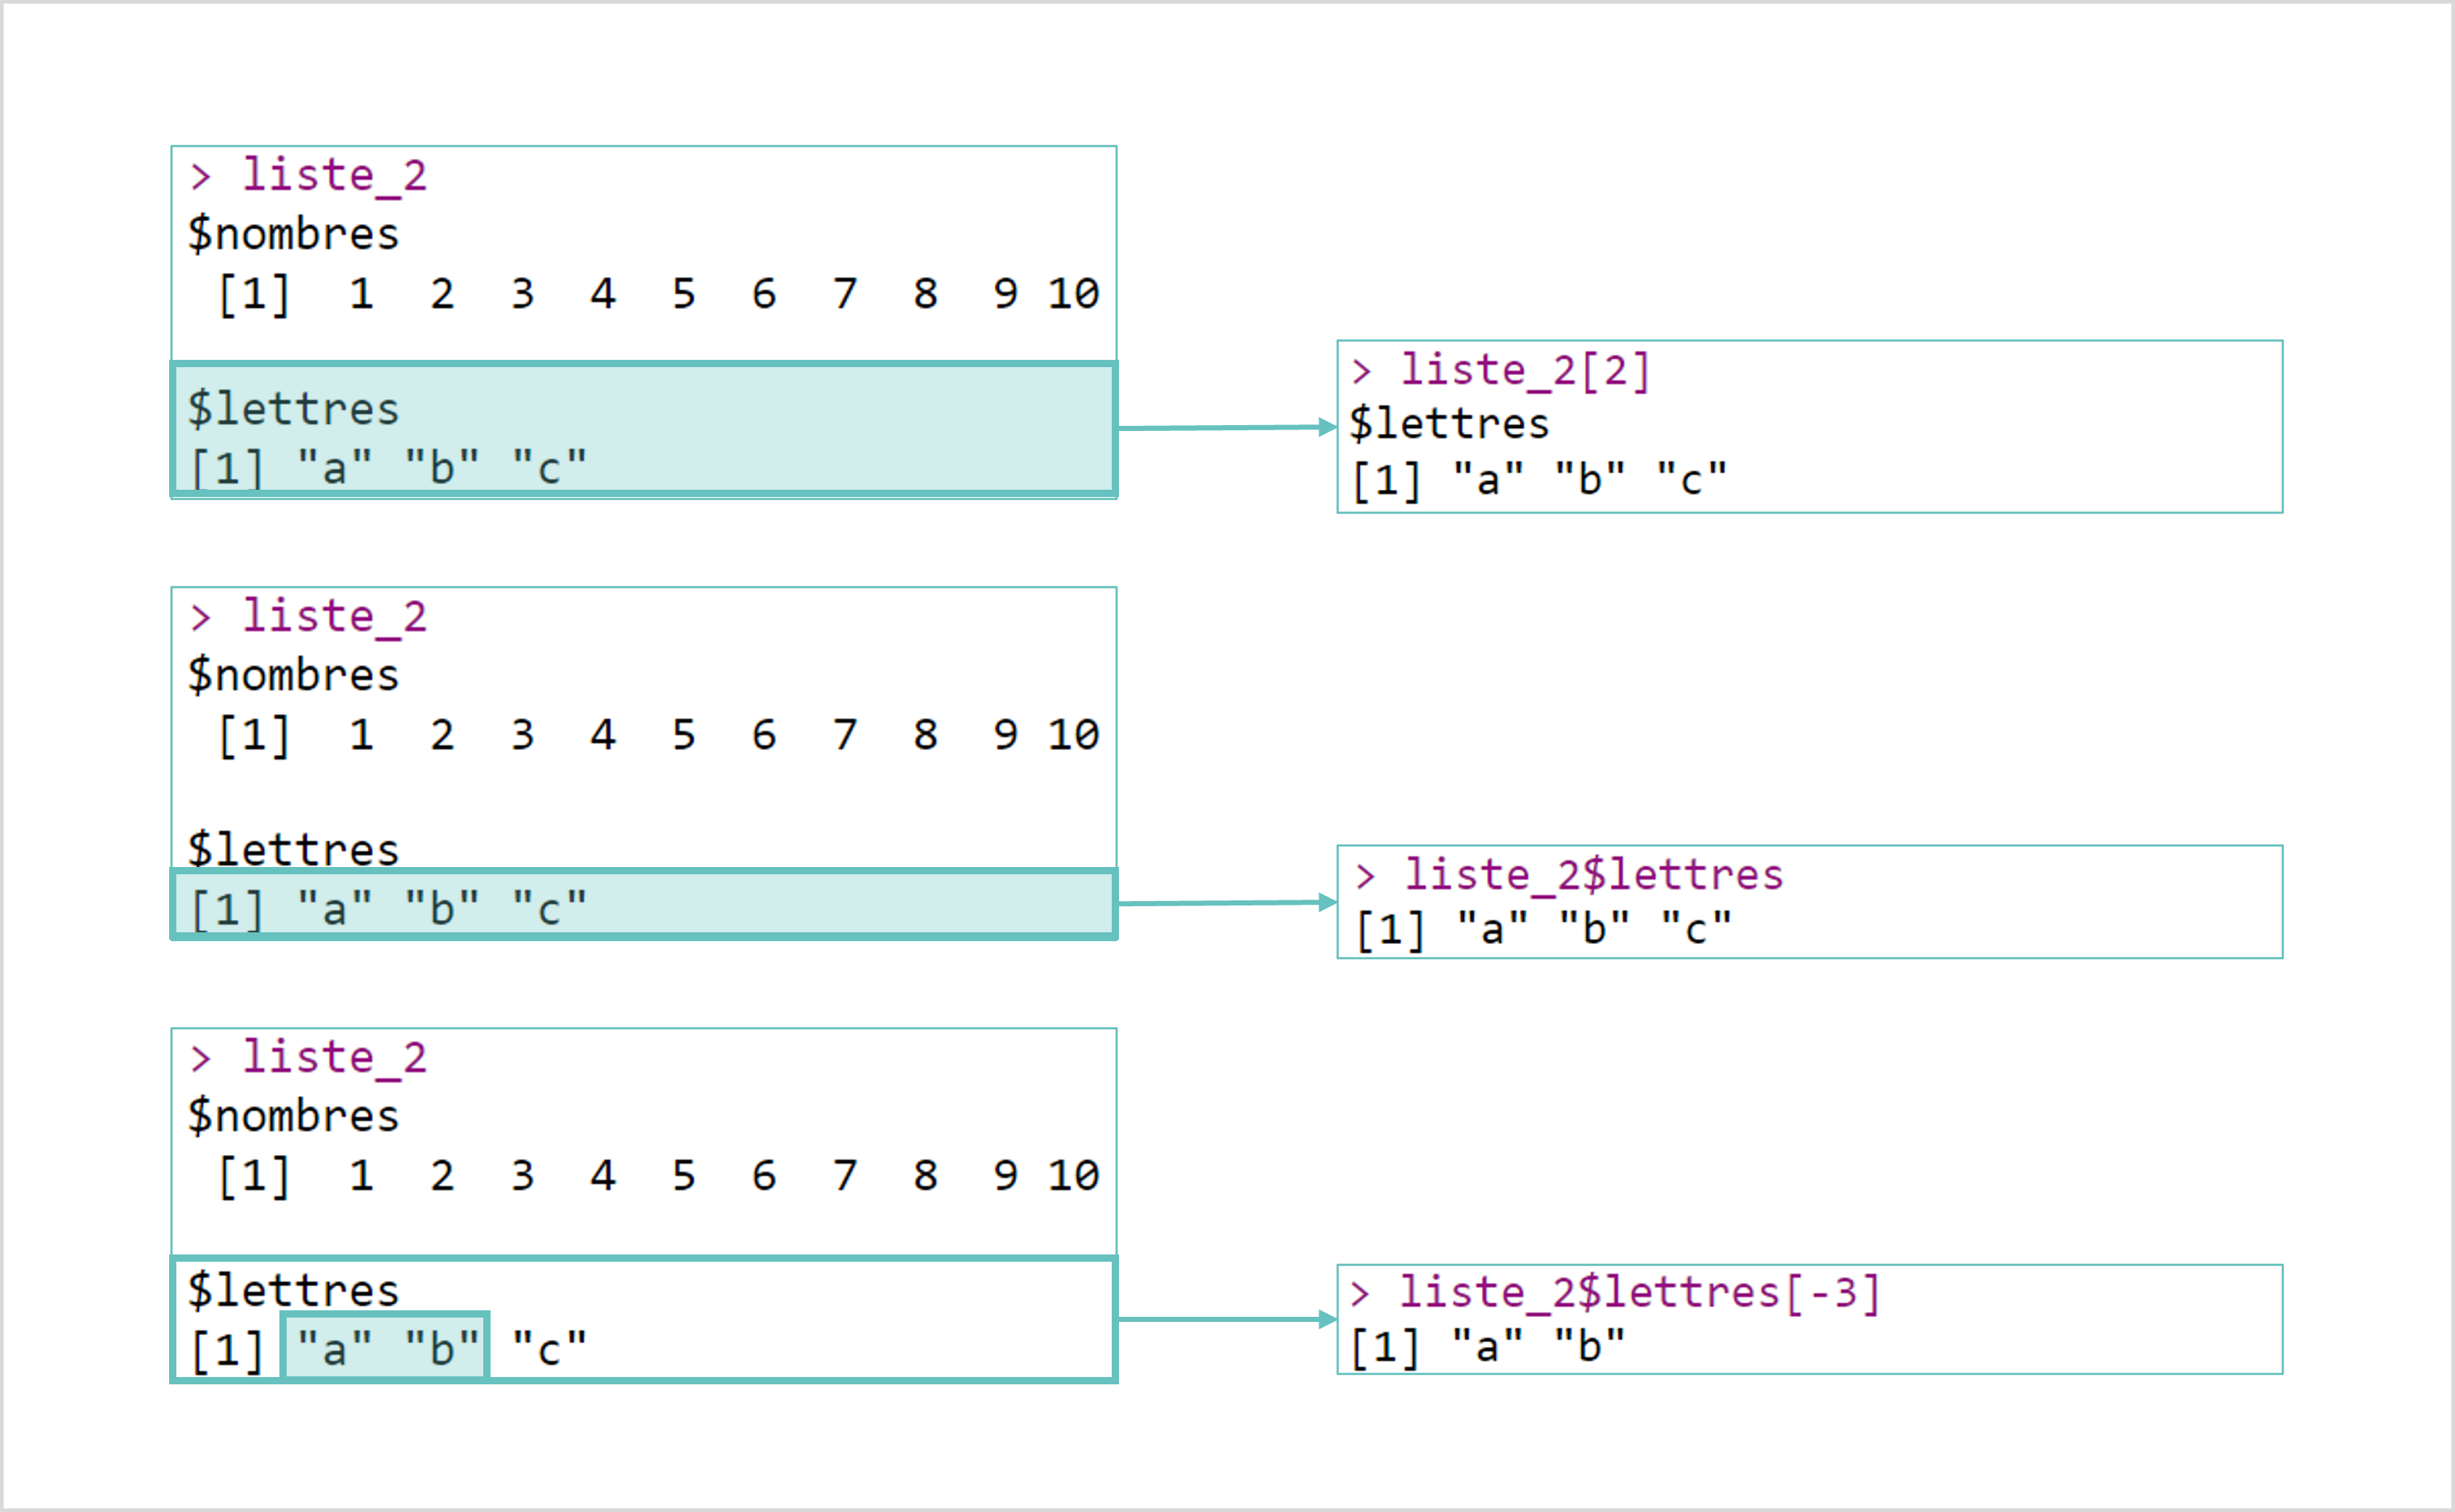 > liste_2
$nombres
 [1]  1  2  3  4  5  6  7  8  9 10
$lettres
[1] "a" "b" "c"
> liste_2[2]
$lettres
[1] "a" "b" "c"
> liste_2
$nombres
 [1]  1  2  3  4  5  6  7  8  9 10
$lettres
[1] "a" "b" "c"
> liste_2$lettres
[1] "a" "b" "c"
> liste_2
$nombres
 [1]  1  2  3  4  5  6  7  8  9 10
$lettres
[1] "a" "b" "c"
> liste_2$lettres[-3]
[1] "a" "b"